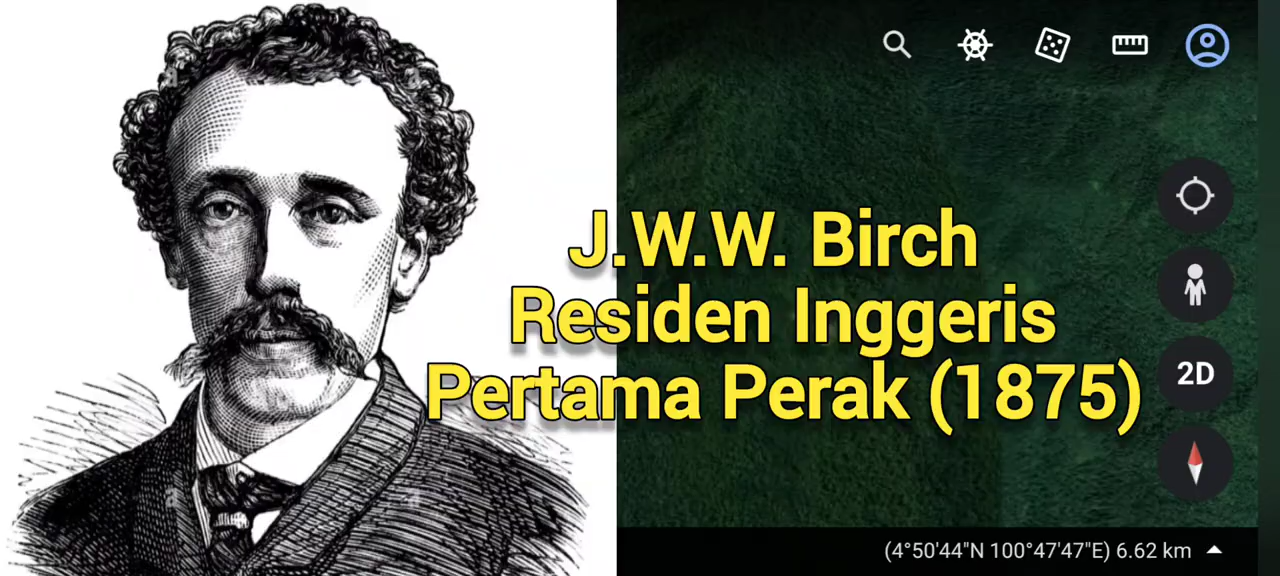 J.W.W. Birch
Residen Inggeris
Pertama Perak (1875)
2D
(4°50'44"N 100°47'47"E) 6.62 km